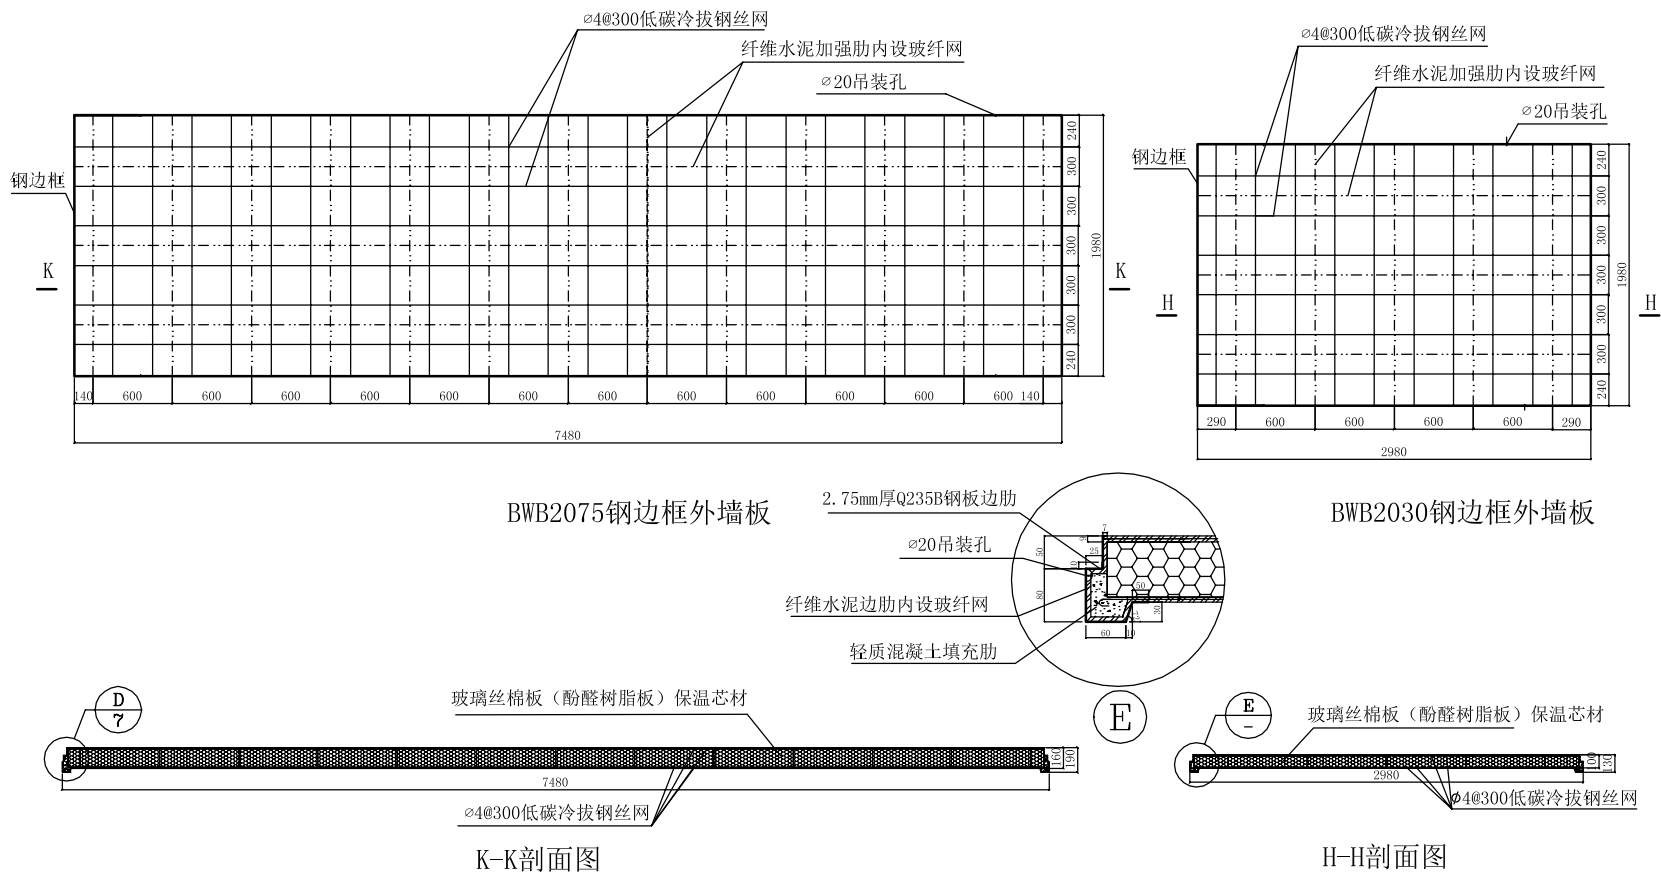 ∅4@300低碳冷拔钢丝网
纤维水泥加强肋内设玻纤网
∅20吊装孔
钢边框
K
K
240
300
300
300
300
300
240
1980
140
600
600
600
600
600
600
600
600
600
600
600
600
140
7480
BWB2075钢边框外墙板
∅4@300低碳冷拔钢丝网
纤维水泥加强肋内设玻纤网
∅20吊装孔
钢边框
H
H
240
300
300
300
300
300
240
1980
290
600
600
600
600
290
2980
BWB2030钢边框外墙板
2.75mm厚Q235B钢板边肋
∅20吊装孔
纤维水泥边肋内设玻纤网
轻质混凝土填充肋
7
50
25
80
50
30
60
10
E
D
7
玻璃丝棉板（酚醛树脂板）保温芯材
160
190
7480
∅4@300低碳冷拔钢丝网
K-K剖面图
E
-
玻璃丝棉板（酚醛树脂板）保温芯材
100
130
2980
ϕ4@300低碳冷拔钢丝网
H-H剖面图